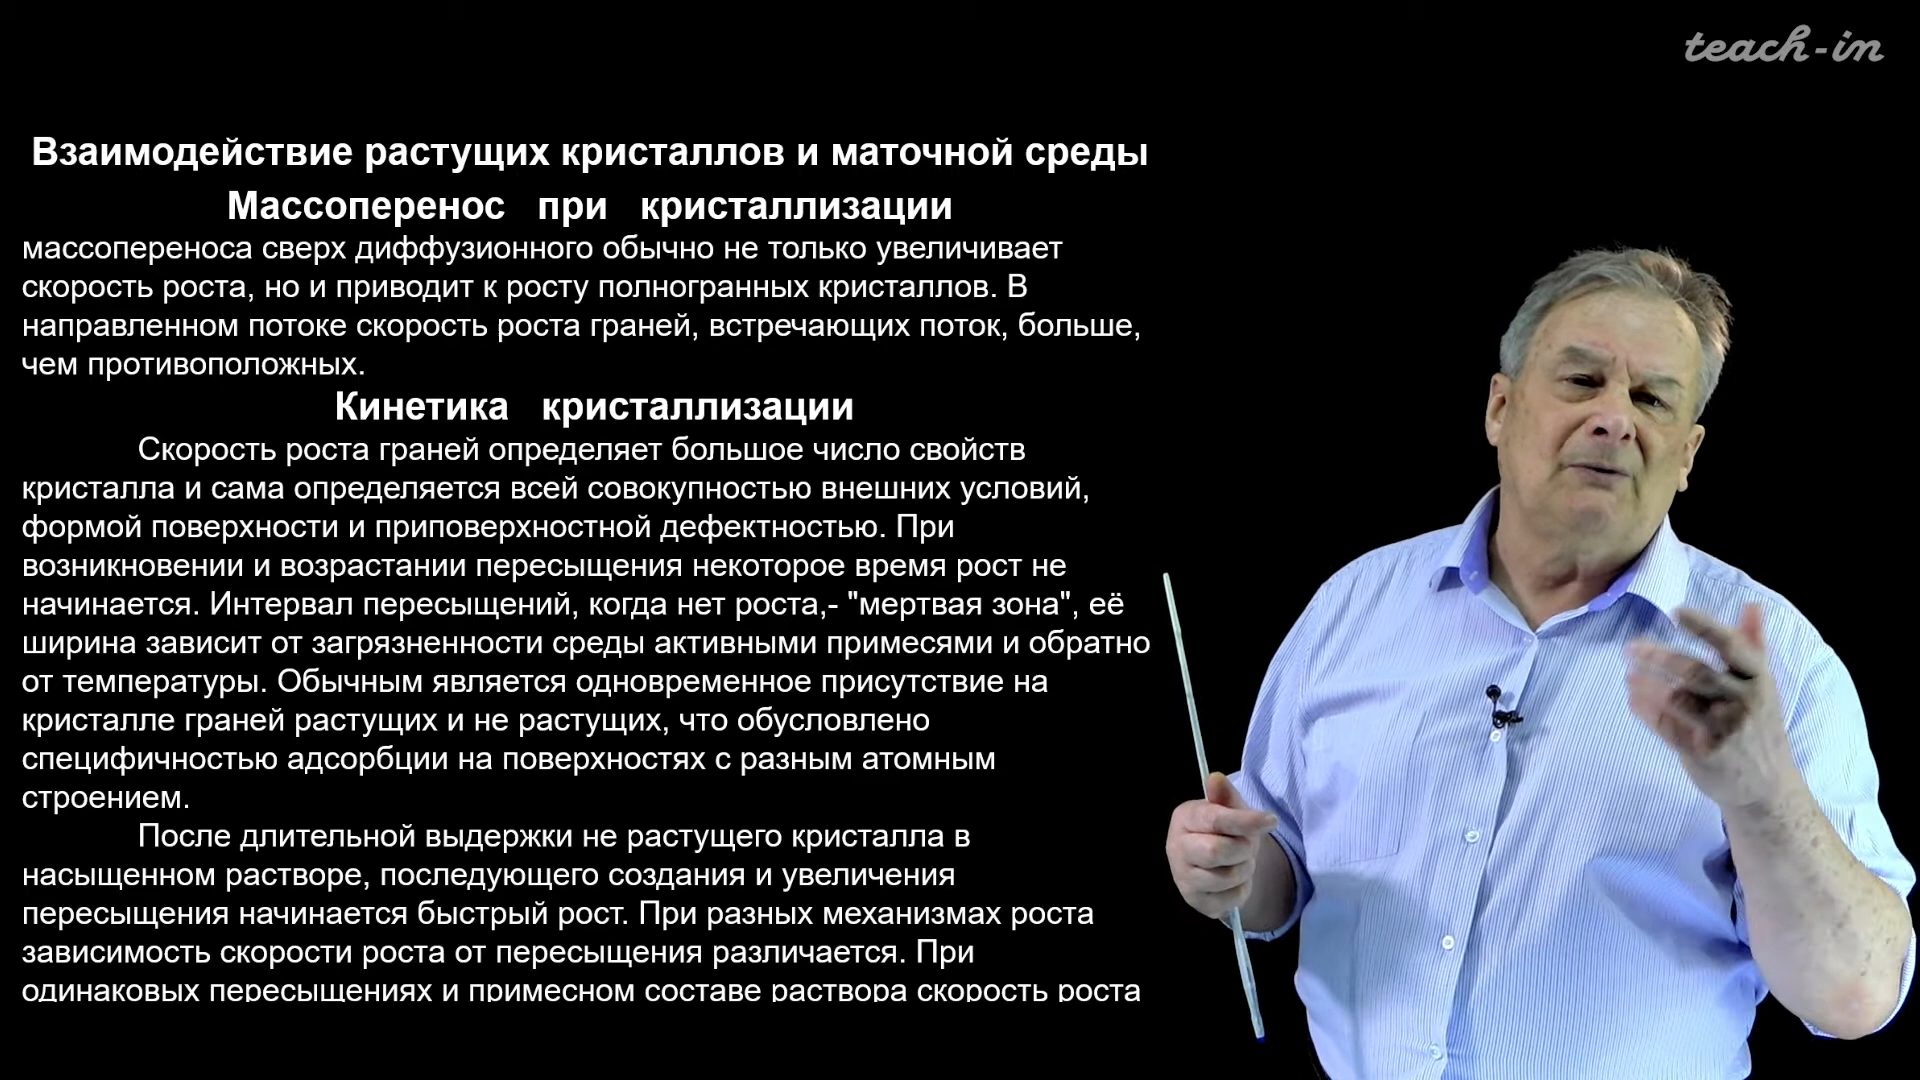 teach-in
Взаимодействие растущих кристаллов и маточной среды
Массоперенос при кристаллизации
массопереноса сверх диффузионного обычно не только увеличивает
скорость роста, но и приводит к росту полногранных кристаллов. В
направленном потоке скорость роста граней, встречающих поток, больше,
чем противоположных.
Кинетика кристаллизации
Скорость роста граней определяет большое число свойств
кристалла и сама определяется всей совокупностью внешних условий,
формой поверхности и приповерхностной дефектностью. При
возникновении и возрастании пересыщения некоторое время рост не
начинается. Интервал пересыщений, когда нет роста,- "мертвая зона", её
ширина зависит от загрязненности среды активными примесями и обратно
от температуры. Обычным является одновременное присутствие на
кристалле граней растущих и не растущих, что обусловлено
специфичностью адсорбции на поверхностях с разным атомным
строением.
После длительной выдержки не растущего кристалла в
насыщенном растворе, последующего создания и увеличения
пересыщения начинается быстрый рост. При разных механизмах роста
зависимость скорости роста от пересыщения различается. При
одинаковых пересыщениях и примесном составе раствора скорость роста